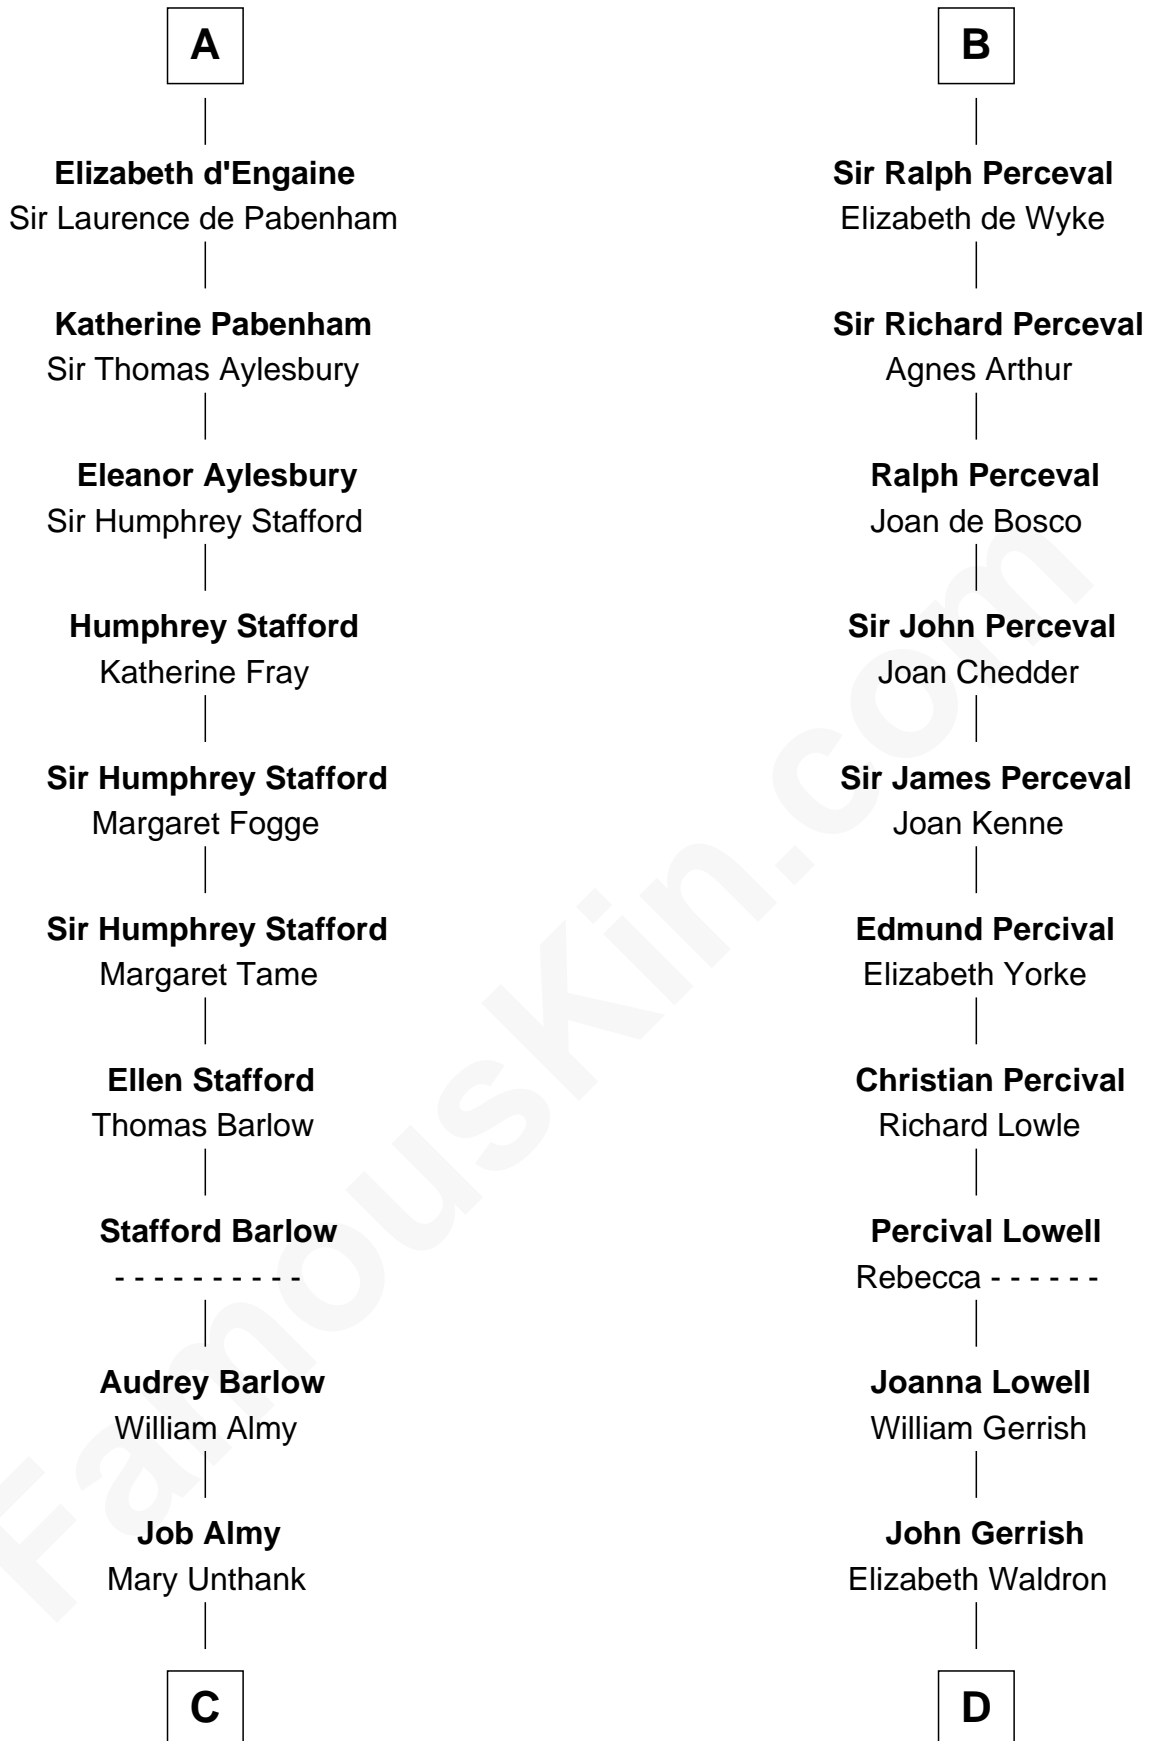 A
Elizabeth d'Engaine
Sir Laurence de Pabenham
Katherine Pabenham
Sir Thomas Aylesbury
Eleanor Aylesbury
Sir Humphrey Stafford
Humphrey Stafford
Katherine Fray
Sir Humphrey Stafford
Margaret Fogge
Sir Humphrey Stafford
Margaret Tame
Ellen Stafford
Thomas Barlow
Stafford Barlow
- - - - - - - - - -
Audrey Barlow
William Almy
Job Almy
Mary Unthank
C
B
Sir Ralph Perceval
Elizabeth de Wyke
Sir Richard Perceval
Agnes Arthur
Ralph Perceval
Joan de Bosco
Sir John Perceval
Joan Chedder
Sir James Perceval
Joan Kenne
Edmund Percival
Elizabeth Yorke
Christian Percival
Richard Lowle
Percival Lowell
Rebecca - - - - - -
Joanna Lowell
William Gerrish
John Gerrish
Elizabeth Waldron
D
FamousKin.com